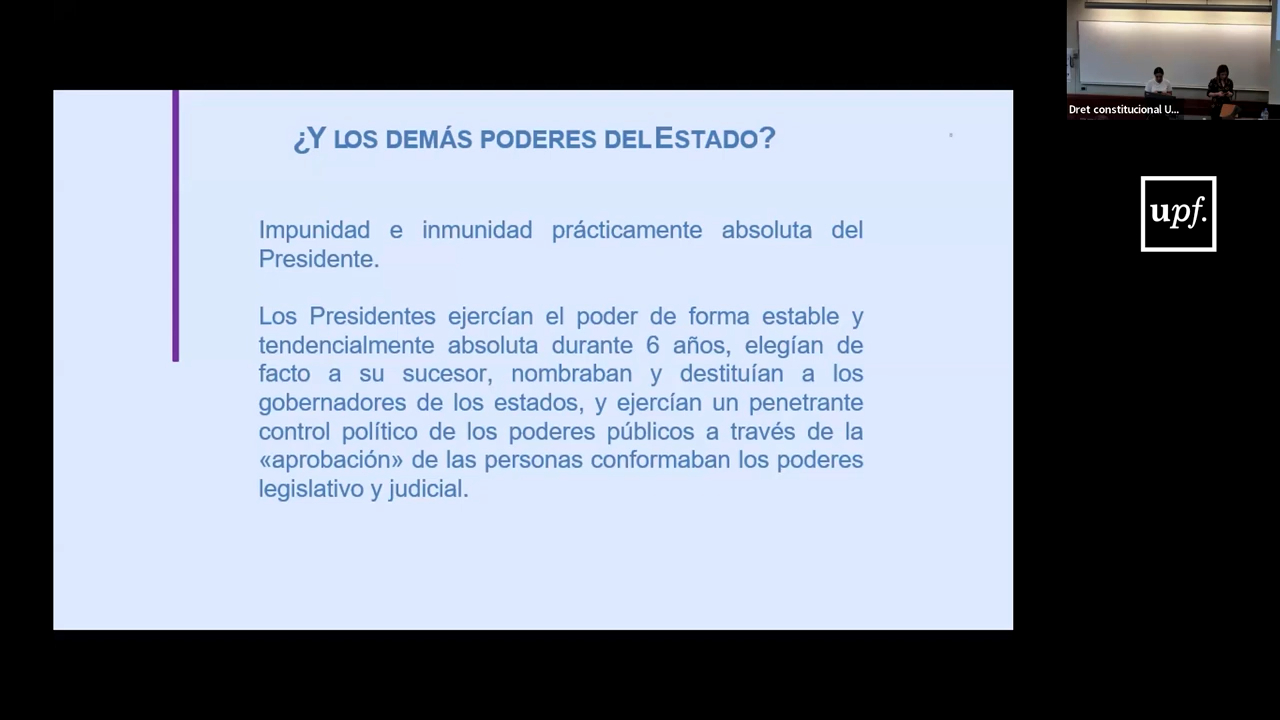 ¿Y LOS DEMÁS PODERES DEL ESTADO?
Impunidad e inmunidad prácticamente absoluta del
Presidente.
Los Presidentes ejercían el poder de forma estable y
tendencialmente absoluta durante 6 años, elegían de
facto a su sucesor, nombraban y destituían a los
gobernadores de los estados, y ejercían un penetrante
control político de los poderes públicos a través de la
«aprobación» de las personas conformaban los poderes
legislativo y judicial.
Dret constitucional U...
upf.